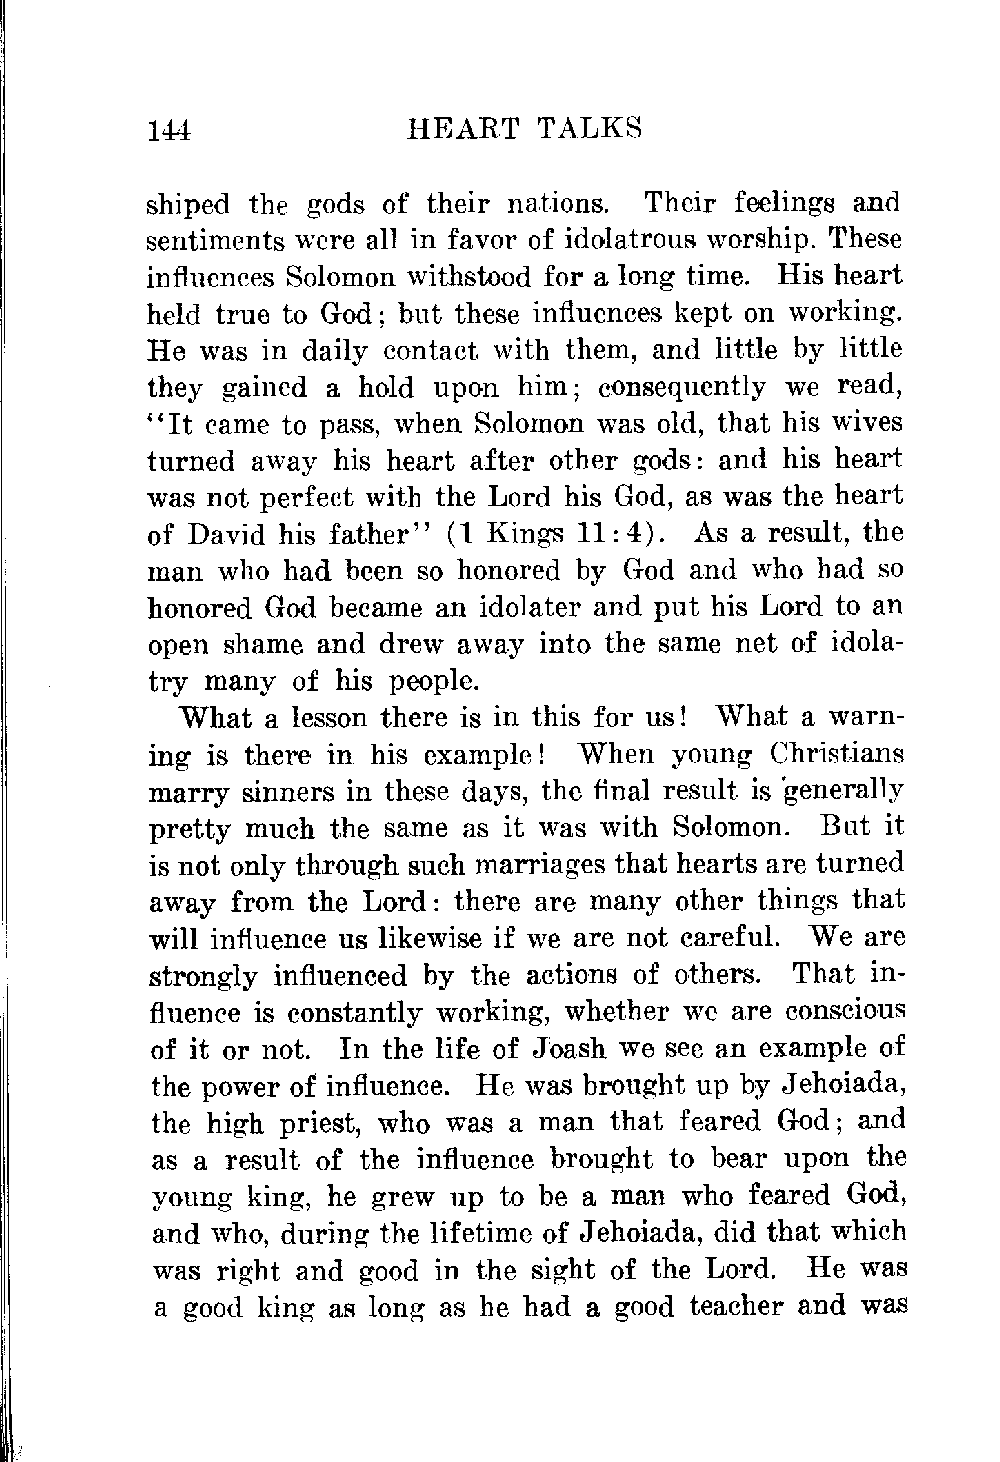 144 HEART TALKS
shiped the gods of their nations. Their feelings and
sentiments were all in favor of idolatrous worship. These
influences Solomon withstood for a long time. His heart
held true to God; but these influences kept on working.
He was in daily contact with them, and little by little
they gained a hold upon him; consequently we read,
“It came to pass, when Solomon was old, that his wives
turned away his heart after other gods: and his heart
was not perfect with the Lord his God, as was the heart
of David his father” (1 Kings 11:4). As a result, the
man who had been so honored by God and who had so
honored God became an idolater and put his Lord to an
open shame and drew away into the same net of idola-
try many of his people.
What a lesson there is in this for us! What a warn-
ing is there in his example! When young Christians
marry sinners in these days, the final result is generally
pretty much the same as it was with Solomon. But it
is not only through such marriages that hearts are turned
away from the Lord: there are many other things that
will influence us likewise if we are not careful. We are
strongly influenced by the actions of others. That in-
fluence is constantly working, whether we are conscious
of it or not. In the life of Joash we see an example of
the power of influence. He was brought up by Jehoiada,
the high priest, who was a man that feared God; and
as a result of the influence brought to bear upon the
young king, he grew up to be a man who feared God,
and who, during the lifetime of Jehoiada, did that which
was right and good in the sight of the Lord. He was
a good king as long as he had a good teacher and was